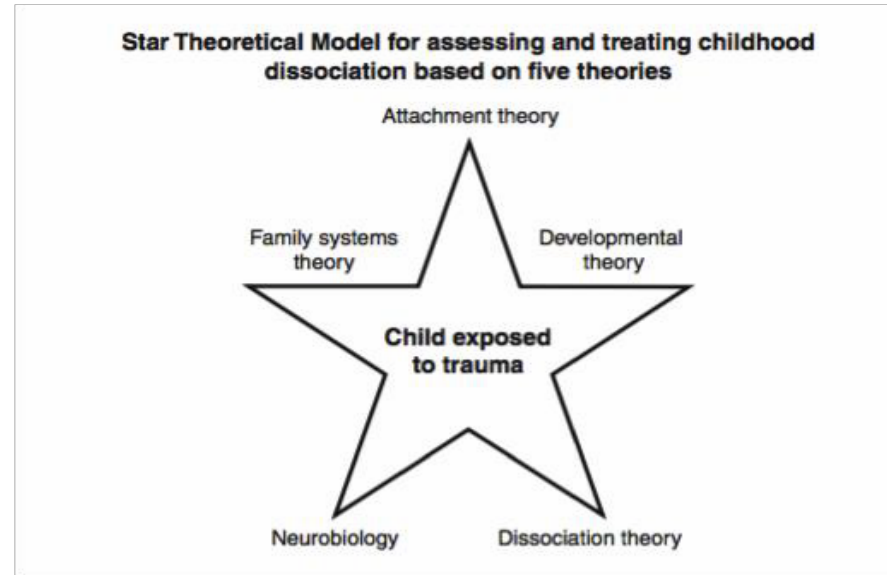 Star Theoretical Model for assessing and treating childhood
dissociation based on five theories
Attachment theory
Family systems
theory
Developmental
theory
Child exposed
to trauma
Neurobiology
Dissociation theory